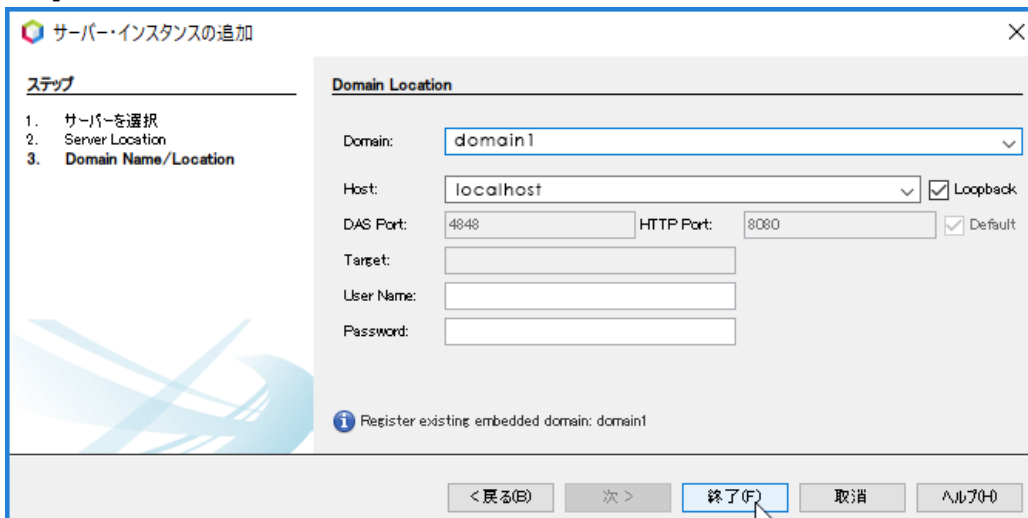 サーバー・インスタンスの追加
ステップ
1. サーバーを選択
2. Server Location
3. Domain Name/Location
Domain Location
Domain: domain1
Host: localhost Loopback
DAS Port: 4848 HTTP Port: 8080 Default
Target:
User Name:
Password:
Register existing embedded domain: domain1
<戻る(B) 次 > 終了(F) 取消 ヘルプ(H)